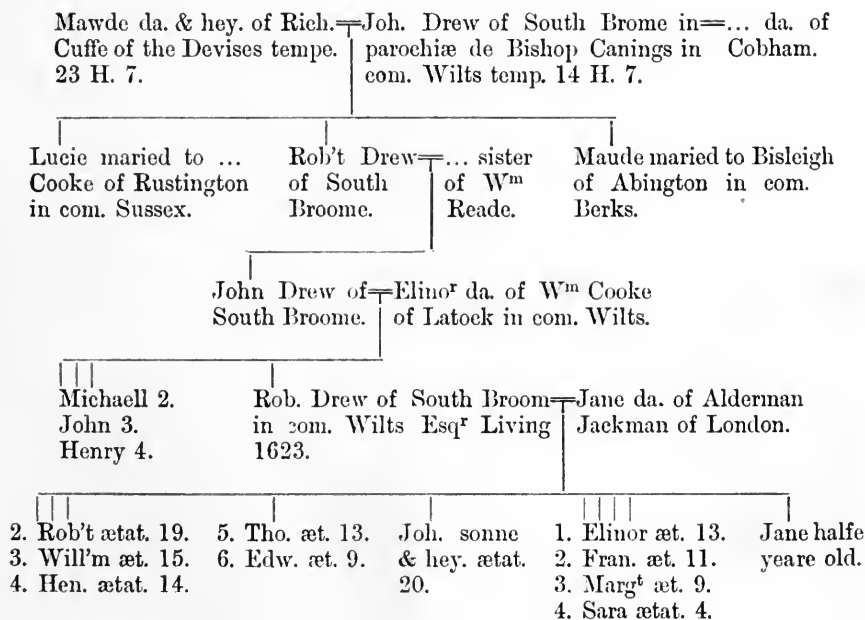 Mawde da. & hey. of Rich.
Cuffe of the Devises tempe.
23 H. 7.
Joh. Drew of South Brome in
parochiæ de Bishop Canings in
com. Wilts temp. 14 H. 7.
... da. of
Cobham.
Lucie maried to ...
Cooke of Rustington
in com. Sussex.
Rob't Drew
of South
Broome.
... sister
of Wm
Reade.
Maude maried to Bisleigh
of Abington in com.
Berks.
John Drew of
South Broome.
Elinor da. of Wm Cooke
of Latock in com. Wilts.
Michaell 2.
John 3.
Henry 4.
Rob. Drew of South Broom
in com. Wilts Esqr Living
1623.
Jane da. of Alderman
Jackman of London.
2. Rob't ætat. 19.
3. Will'm æt. 15.
4. Hen. ætat. 14.
5. Tho. æt. 13.
6. Edw. æt. 9.
Joh. sonne
& hey. ætat.
20.
1. Elinor æt. 13.
2. Fran. æt. 11.
3. Margt æt. 9.
4. Sara ætat. 4.
Jane halfe
yeare old.